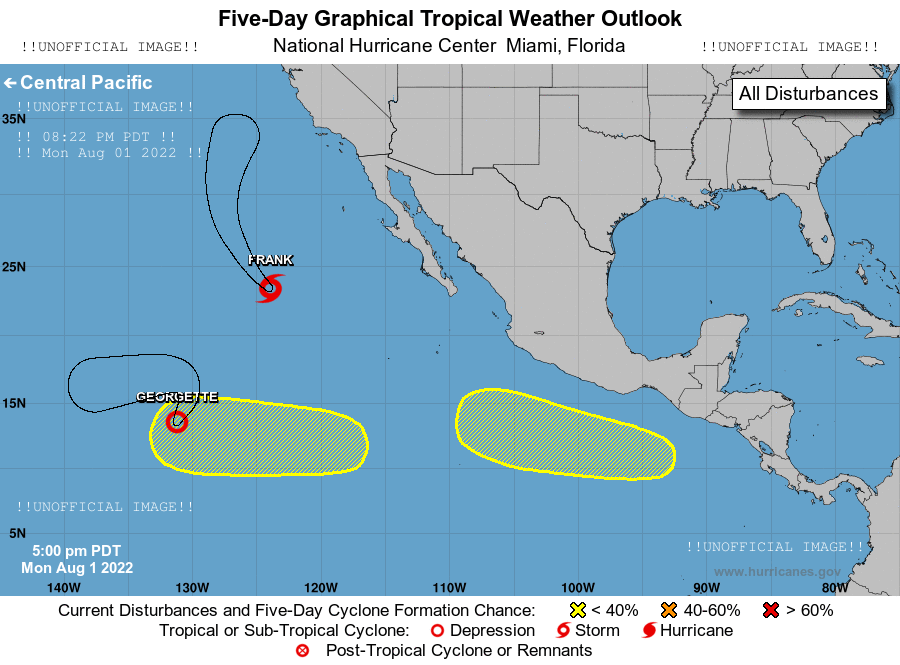 Five-Day Graphical Tropical Weather Outlook
!!UNOFFICIAL IMAGE!! National Hurricane Center Miami, Florida !!UNOFFICIAL IMAGE!!
← Central Pacific
All Disturbances
!!UNOFFICIAL IMAGE!!
35N
!! 08:22 PM PDT !!
!! Mon Aug 01 2022 !!
FRANK
25N
GEORGETTE
15N
!!UNOFFICIAL IMAGE!!
5N
!!UNOFFICIAL IMAGE!!
5:00 pm PDT
Mon Aug 1 2022
www.hurricanes.gov
140W 130W 120W 110W 100W 90W 80W
Current Disturbances and Five-Day Cyclone Formation Chance: < 40% 40-60% > 60%
Tropical or Sub-Tropical Cyclone: Depression Storm Hurricane
Post-Tropical Cyclone or Remnants